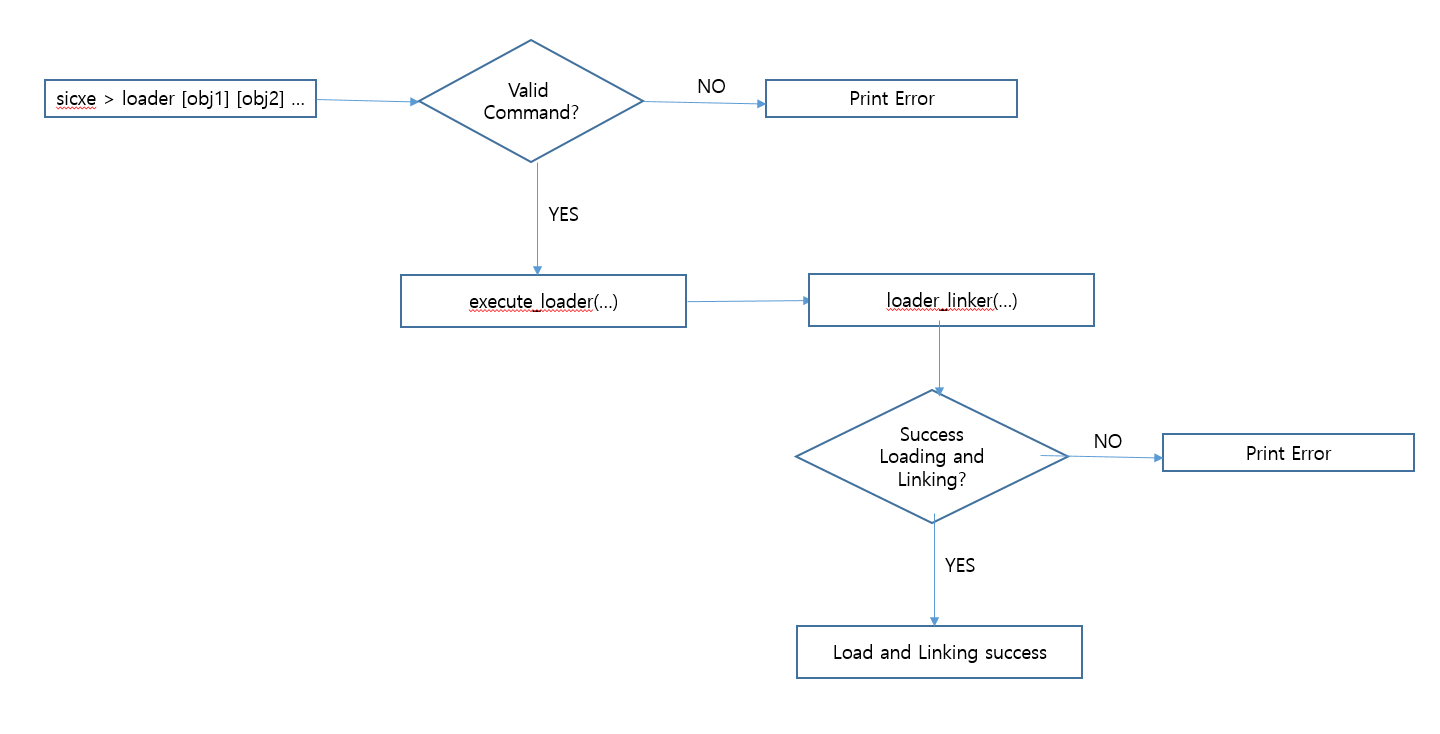 sicxe > loader [obj1] [obj2] ...
Valid
Command?
NO
Print Error
YES
execute_loader(...)
loader_linker(...)
Success
Loading and
Linking?
NO
Print Error
YES
Load and Linking success